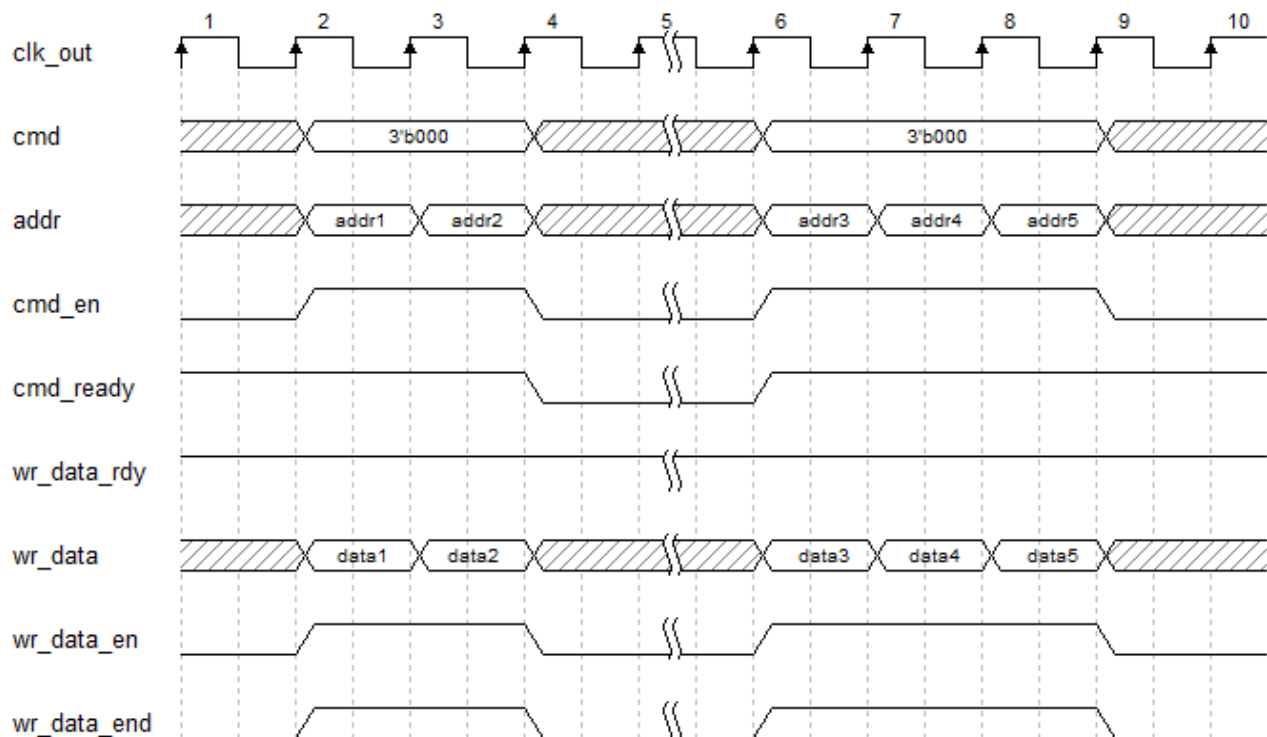 1 2 3 4 5 6 7 8 9 10
clk_out
cmd 3'b000 3'b000
addr addr1 addr2 addr3 addr4 addr5
cmd_en
cmd_ready
wr_data_rdy
wr_data data1 data2 data3 data4 data5
wr_data_en
wr_data_end